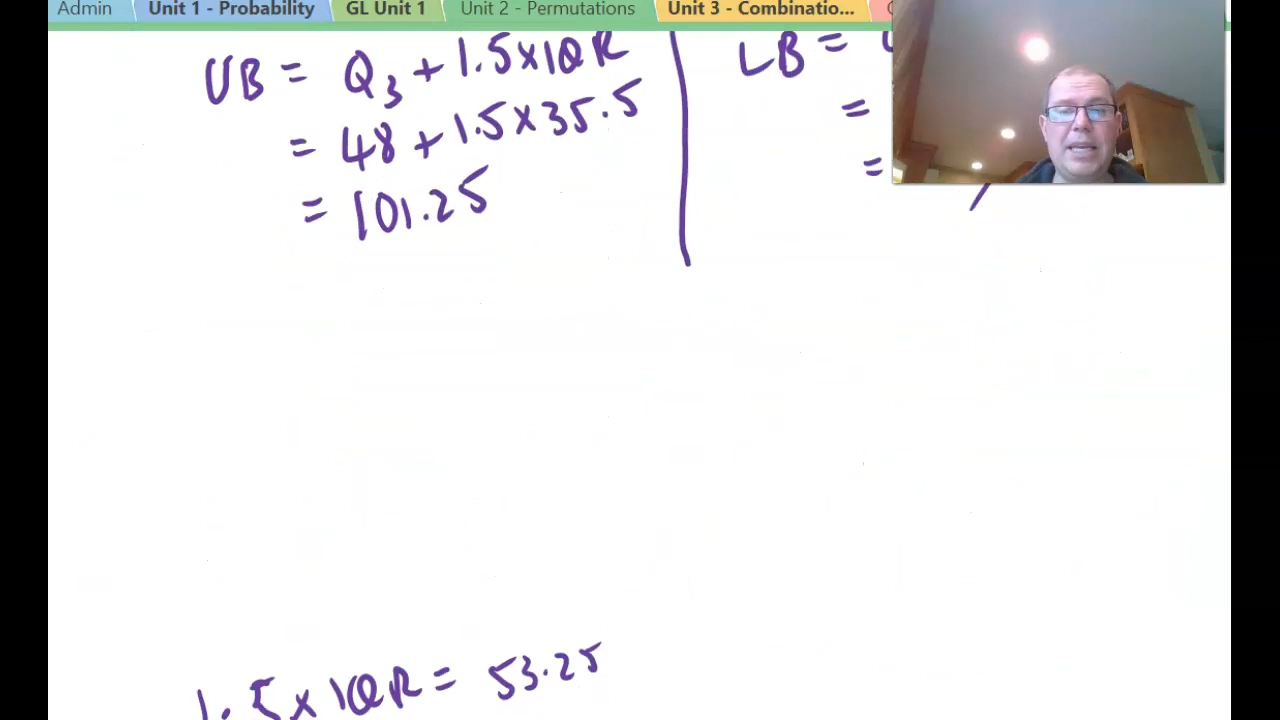 Admin Unit 1 - Probability GL Unit 1 Unit 2 - Permutations Unit 3 - Combinatio...
UB = Q3 + 1.5×IQR
= 48 + 1.5×35.5
= 101.25
LB =
=
=
1.5×IQR = 53.25